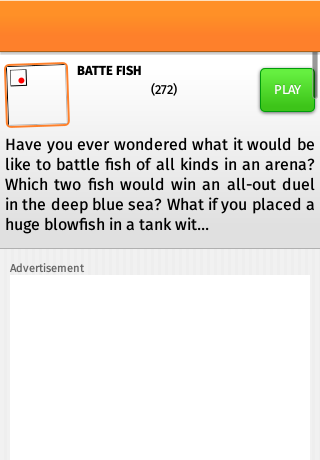 BATTE FISH
(272)
PLAY
Have you ever wondered what it would be
like to battle fish of all kinds in an arena?
Which two fish would win an all-out duel
in the deep blue sea? What if you placed a
huge blowfish in a tank wit...
Advertisement